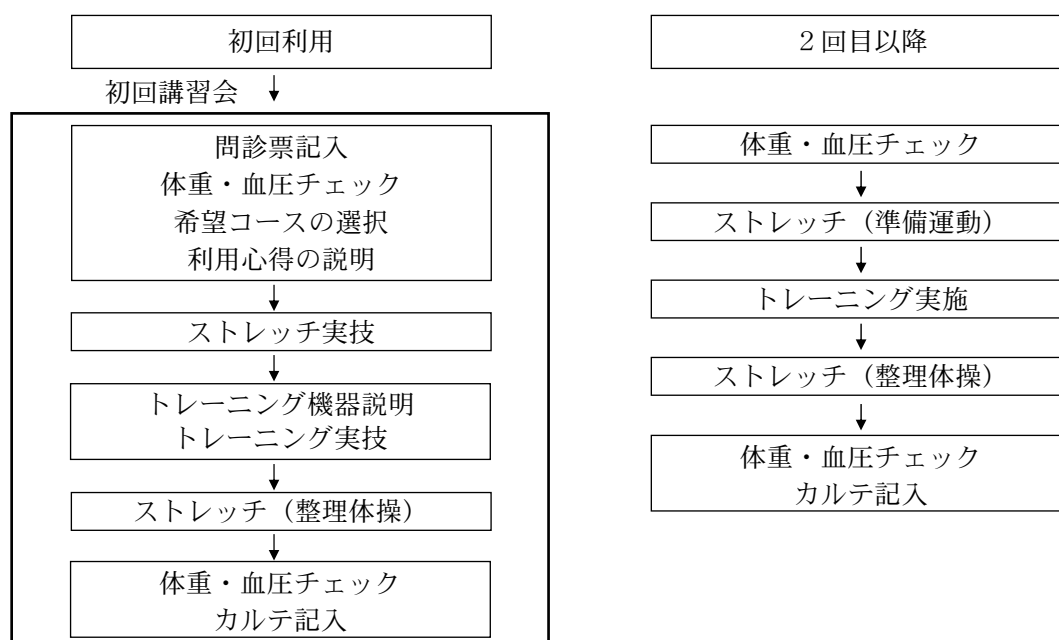 初回利用
初回講習会
問診票記入
体重・血圧チェック
希望コースの選択
利用心得の説明
ストレッチ実技
トレーニング機器説明
トレーニング実技
ストレッチ（整理体操）
体重・血圧チェック
カルテ記入
２回目以降
体重・血圧チェック
ストレッチ（準備運動）
トレーニング実施
ストレッチ（整理体操）
体重・血圧チェック
カルテ記入